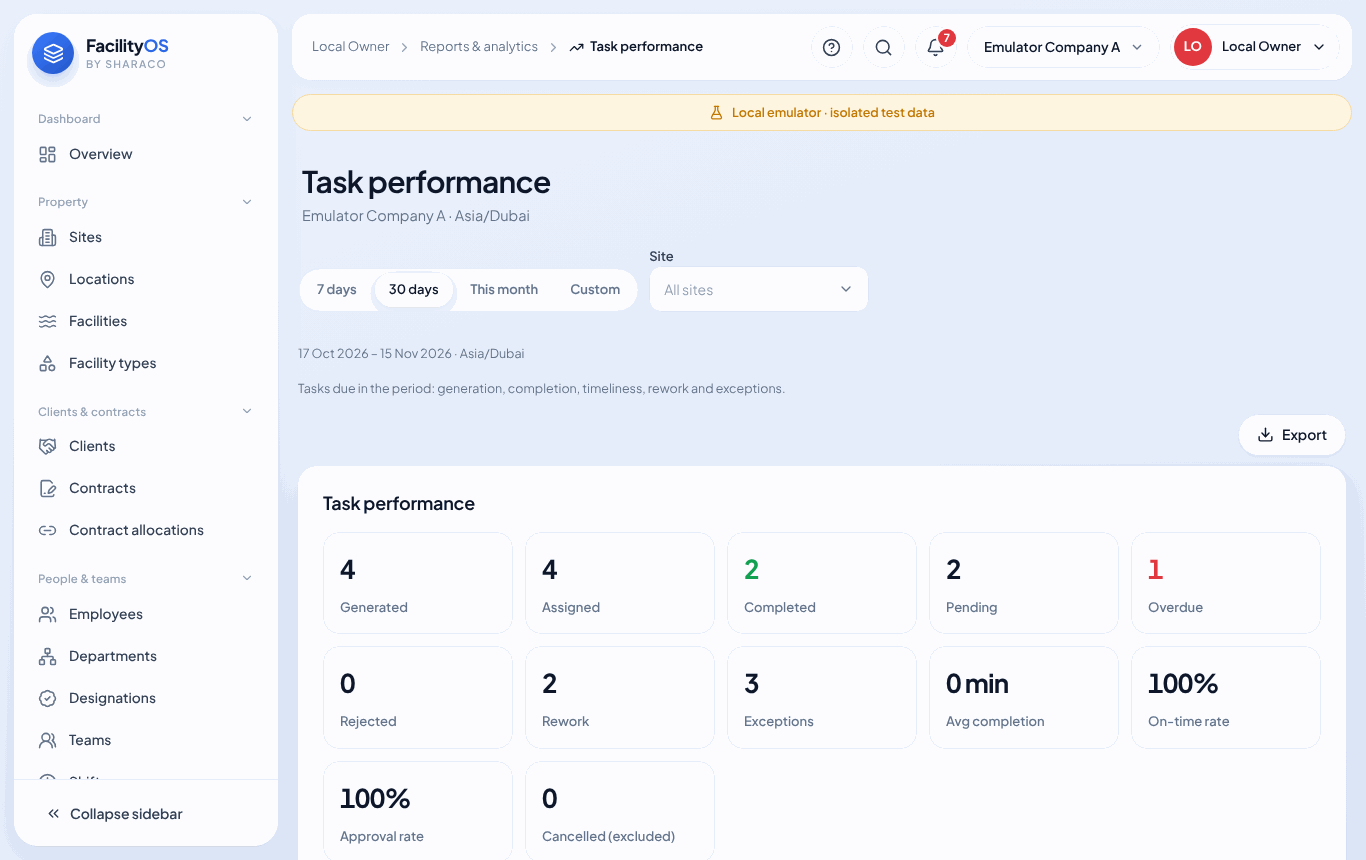 FacilityOS
BY SHARACO
Local Owner
Reports & analytics
Task performance
7
Emulator Company A
LO
Local Owner
Local emulator · isolated test data
Dashboard
Overview
Property
Sites
Locations
Facilities
Facility types
Clients & contracts
Clients
Contracts
Contract allocations
People & teams
Employees
Departments
Designations
Teams
Collapse sidebar
Task performance
Emulator Company A · Asia/Dubai
Site
7 days
30 days
This month
Custom
All sites
17 Oct 2026 – 15 Nov 2026 · Asia/Dubai
Tasks due in the period: generation, completion, timeliness, rework and exceptions.
Export
Task performance
4
Generated
4
Assigned
2
Completed
2
Pending
1
Overdue
0
Rejected
2
Rework
3
Exceptions
0 min
Avg completion
100%
On-time rate
100%
Approval rate
0
Cancelled (excluded)